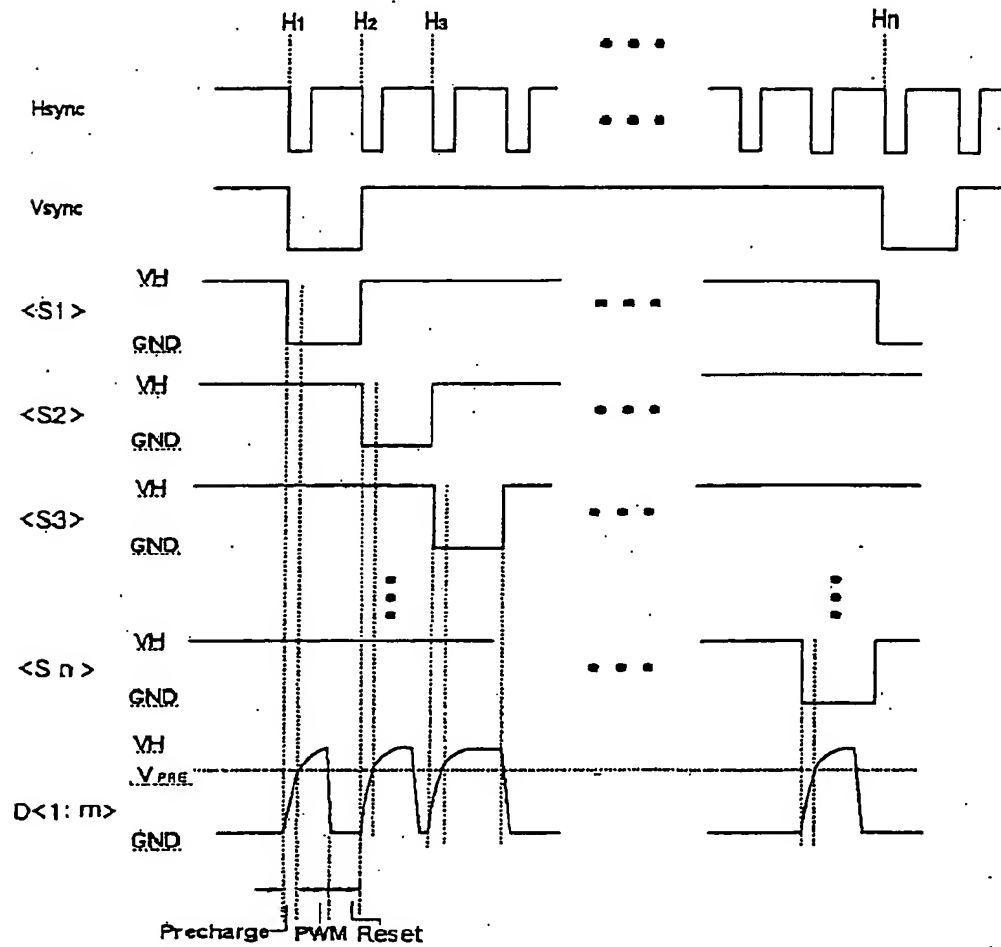 H1 H2 H3 Hn
Hsync
Vsync
VH
<S1>
GND
VH
<S2>
GND
VH
<S3>
GND
VH
<S n>
GND
VH
VPRE
D<1: m>
GND
Precharge PWM Reset